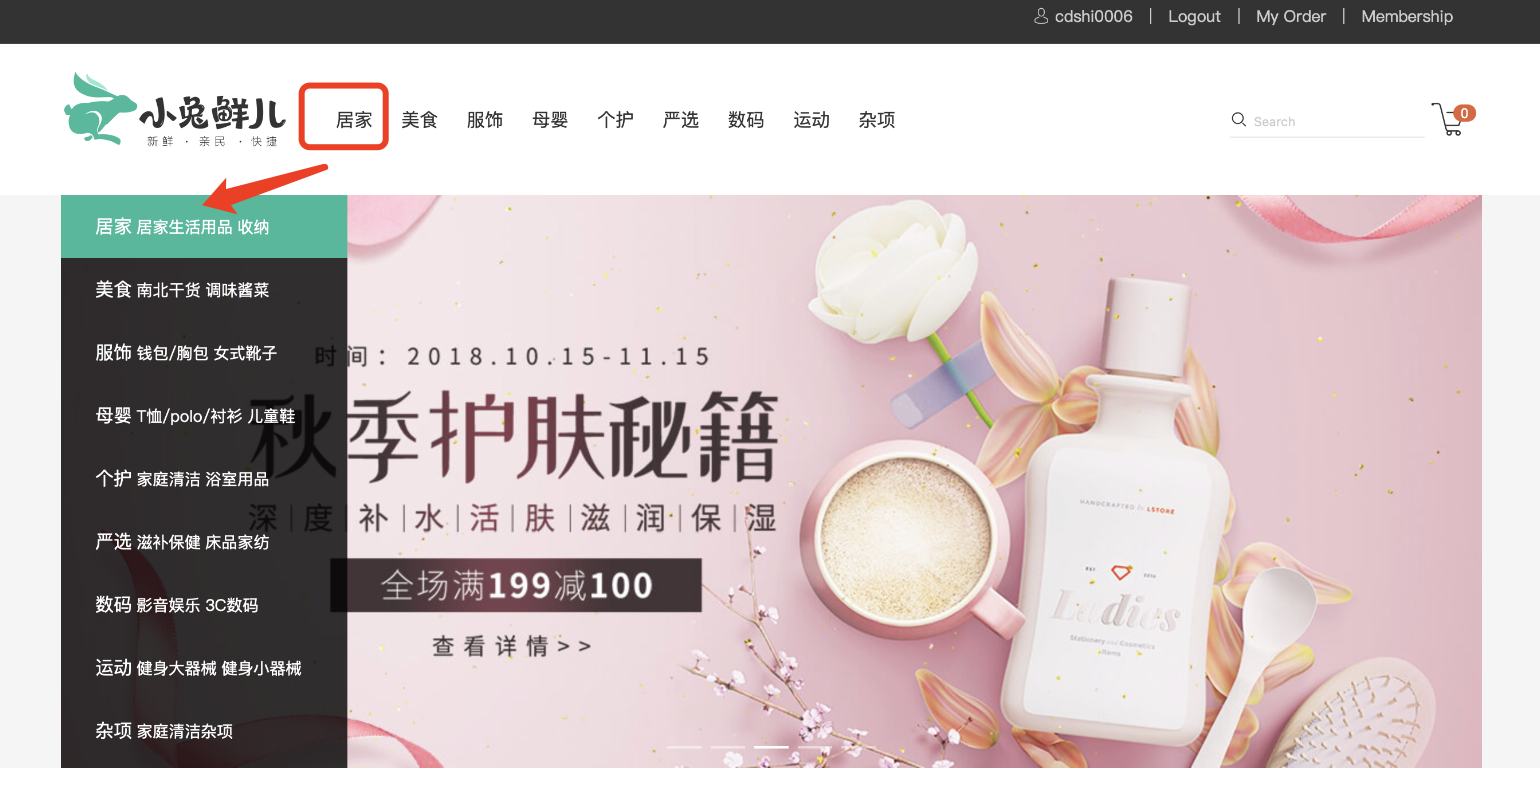 cdshi0006 | Logout | My Order | Membership
小兔鲜儿
新鲜 · 亲民 · 快捷
居家 美食 服饰 母婴 个护 严选 数码 运动 杂项
Search
0
居家 居家生活用品 收纳
美食 南北干货 调味酱菜
服饰 钱包/胸包 女式靴子
母婴 T恤/polo/衬衫 儿童鞋
个护 家庭清洁 浴室用品
严选 滋补保健 床品家纺
数码 影音娱乐 3C数码
运动 健身大器械 健身小器械
杂项 家庭清洁杂项
时间：2018.10.15-11.15
秋季护肤秘籍
深|度|补|水|活|肤|滋|润|保|湿
全场满199减100
查看详情>>
HANDCRAFTED by LSTORE
EST 2010
Ladies
Stationery and Cosmetics
Items